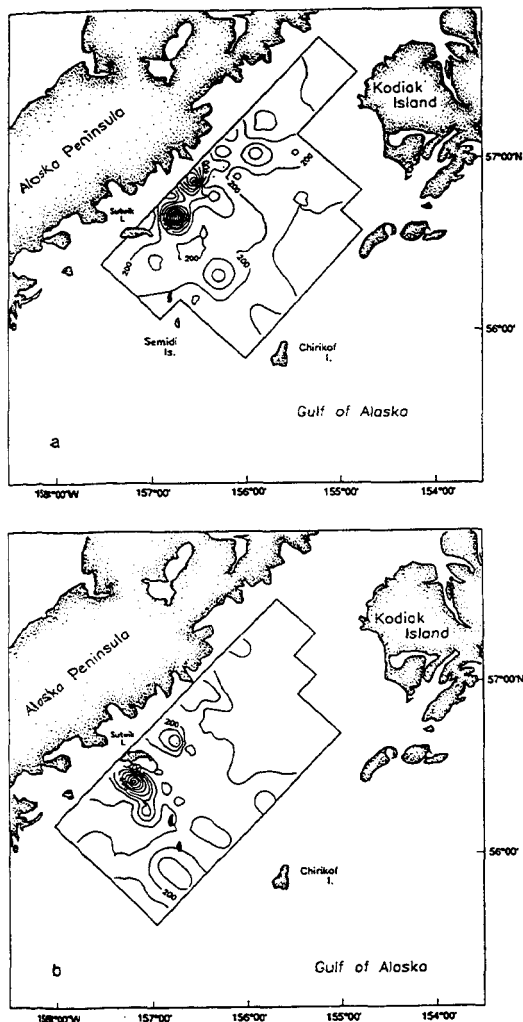 Kodiak
Island
Alaska Peninsula
57°00'N
Sutwik
I.
200
200
200
200
200
56°00'
Semidi
Is.
Chirikof
I.
Gulf of Alaska
a
158°00'W
157°00'
156°00'
155°00'
154°00'
Kodiak
Island
Alaska Peninsula
57°00'N
Sutwik
I.
200
56°00'
Chirikof
I.
200
b
Gulf of Alaska
158°00'W
157°00'
156°00'
155°00'
154°00'